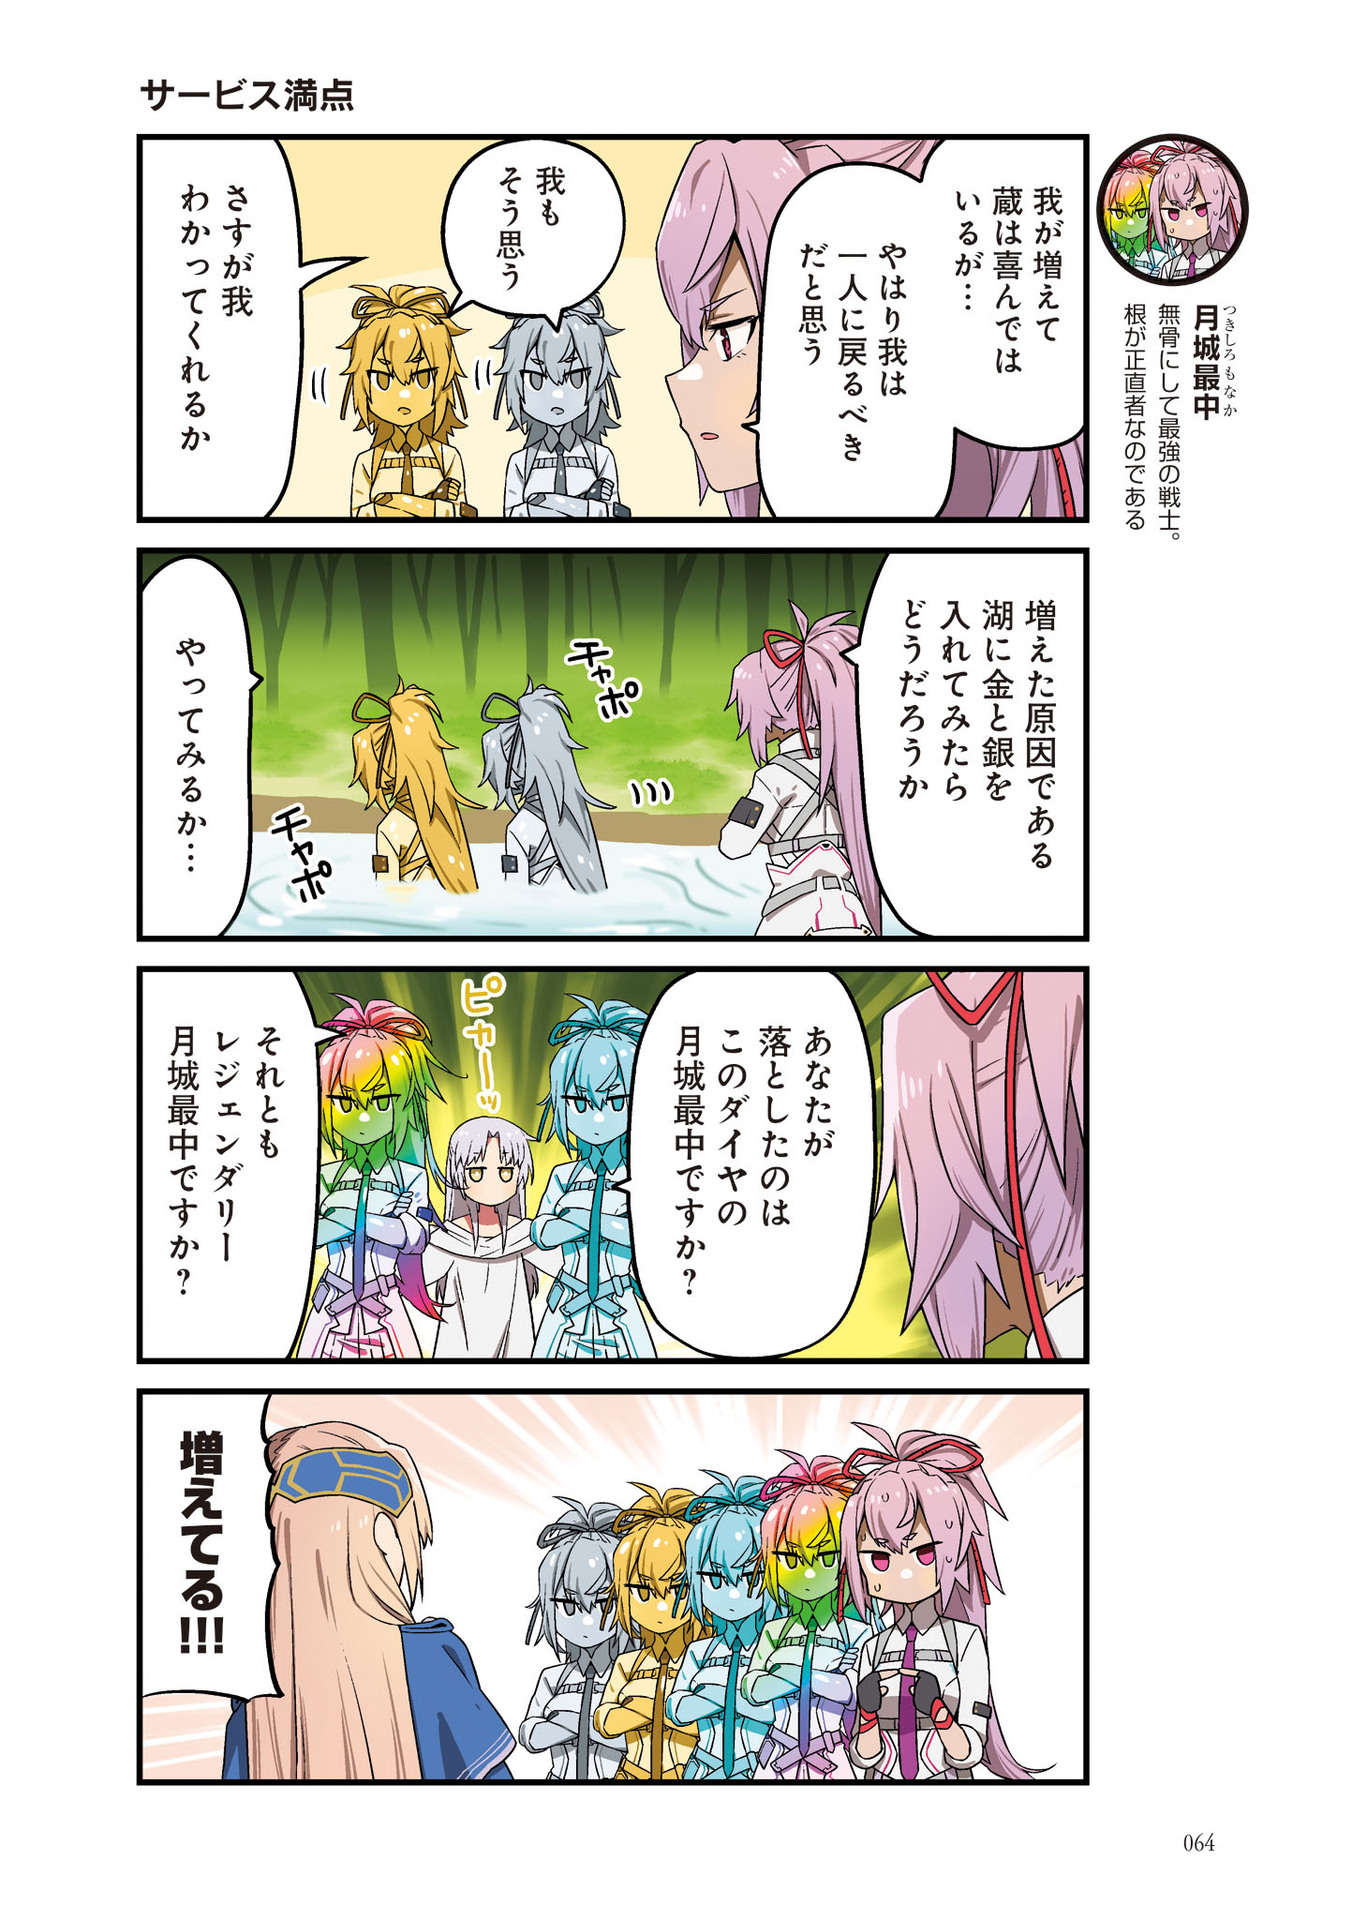 サービス満点
月城最中
つきしろもなか
無骨にして最強の戦士。
根が正直者なのである
我が増えて
蔵は喜んでは
いるが…
やはり我は
一人に戻るべき
だと思う
我も
そう思う
さすが我
わかってくれるか
増えた原因である
湖に金と銀を
入れてみたら
どうだろうか
チャポ
チャポ
やってみるか…
あなたが
落としたのは
このダイヤの
月城最中ですか？
ピカーッ
それとも
レジェンダリー
月城最中ですか？
増えてる!!!
064